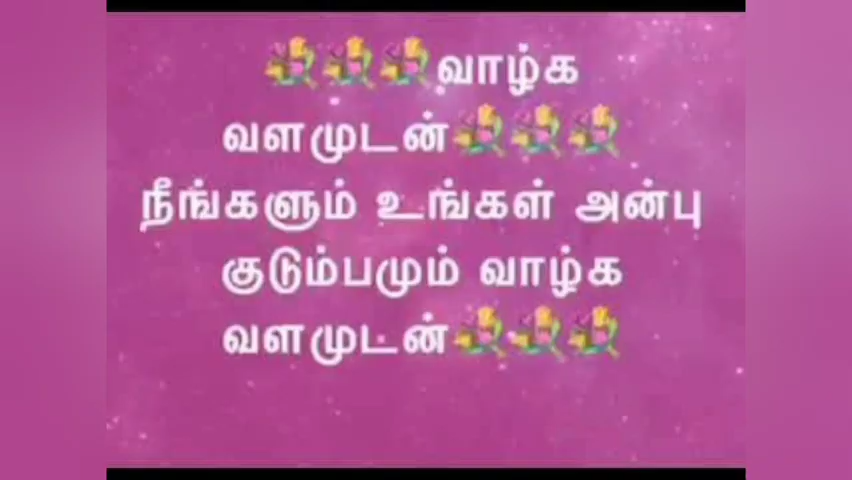 💐💐💐வாழ்க
வளமுடன்💐💐💐
நீங்களும் உங்கள் அன்பு
குடும்பமும் வாழ்க
வளமுடன்💐💐💐